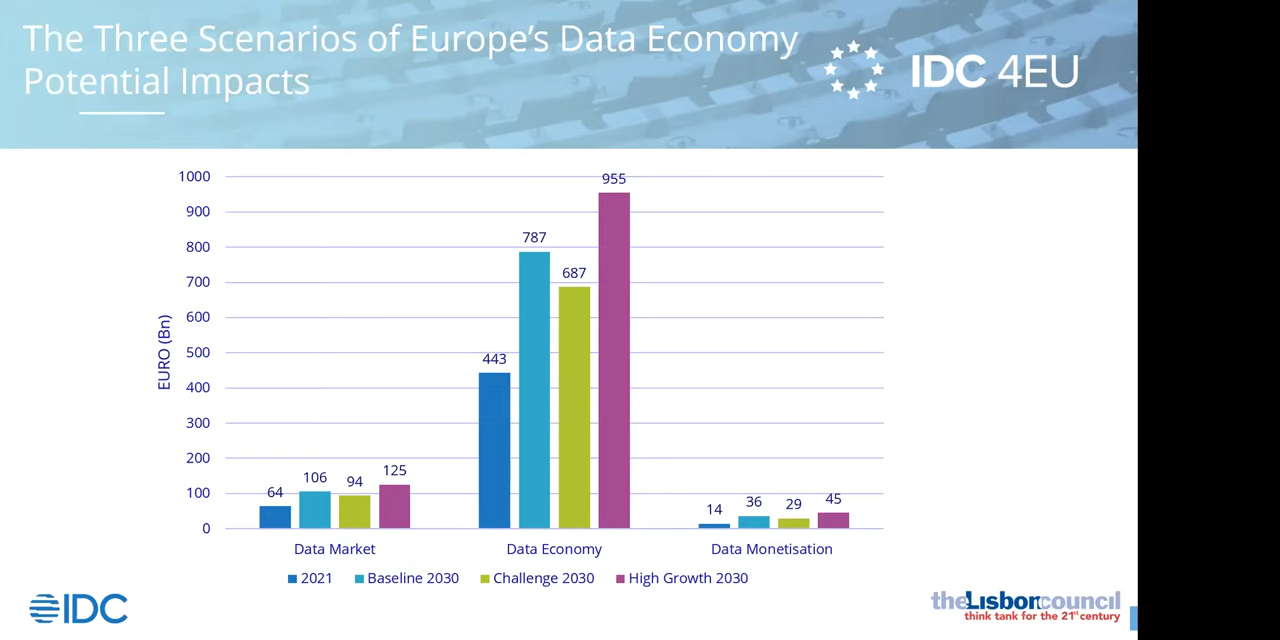 The Three Scenarios of Europe's Data Economy
Potential Impacts
IDC 4EU
1000
900
800
700
600
500
400
300
200
100
0
EURO (Bn)
64
106
94
125
443
787
687
955
14
36
29
45
Data Market
Data Economy
Data Monetisation
2021
Baseline 2030
Challenge 2030
High Growth 2030
IDC
theLisboncouncil
think tank for the 21st century